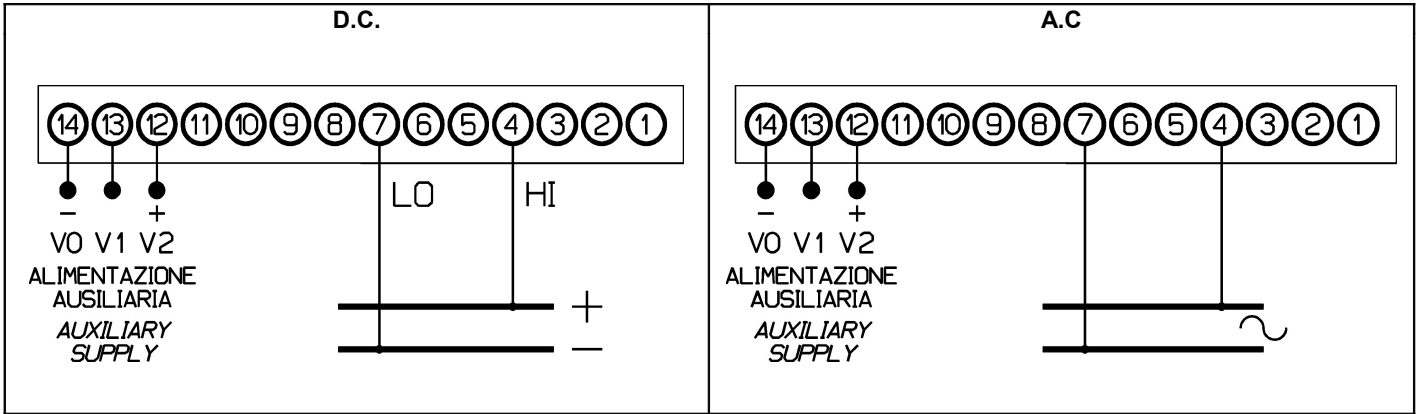 D.C.
14 13 12 11 10 9 8 7 6 5 4 3 2 1
LO HI
− +
V0 V1 V2
ALIMENTAZIONE
AUSILIARIA
AUXILIARY
SUPPLY
+
−
A.C
14 13 12 11 10 9 8 7 6 5 4 3 2 1
− +
V0 V1 V2
ALIMENTAZIONE
AUSILIARIA
AUXILIARY
SUPPLY
∼